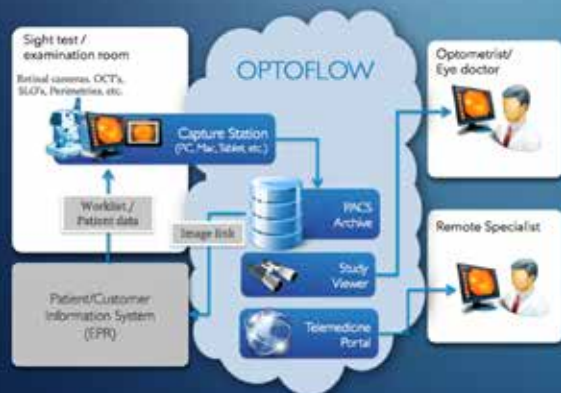 Sight test /
examination room
Retinal cameras, OCT's,
SLO's, Perimetries, etc.
OPTOFLOW
Optometrist/
Eye doctor
Capture Station
(PC, Mac, Tablet, etc.)
Worklist /
Patient data
Image link
PACS
Archive
Remote Specialist
Study
Viewer
Patient/Customer
Information System
(EPR)
Telemedicine
Portal